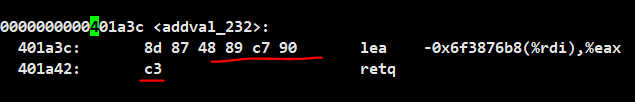 0000000000401a3c <addval_232>:
401a3c: 8d 87 48 89 c7 90 lea -0x6f3876b8(%rdi),%eax
401a42: c3 retq